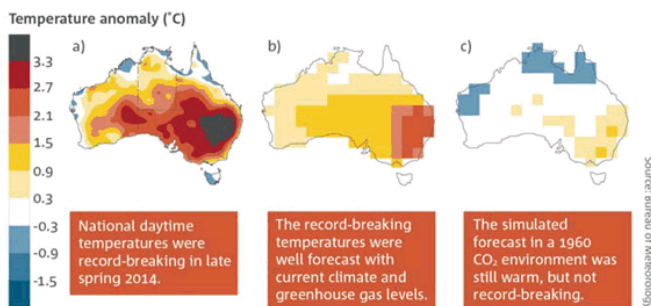 Temperature anomaly (˚C)
a)
b)
c)
3.3
2.7
2.1
1.5
0.9
0.3
-0.3
-0.9
-1.5
National daytime
temperatures were
record-breaking in late
spring 2014.
The record-breaking
temperatures were
well forecast with
current climate and
greenhouse gas levels.
The simulated
forecast in a 1960
CO₂ environment was
still warm, but not
record-breaking.
Source: Bureau of Meteorology